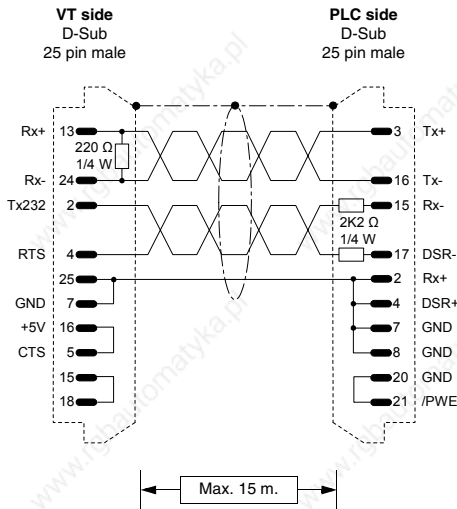 VT side
D-Sub
25 pin male
PLC side
D-Sub
25 pin male
Rx+ 13
3 Tx+
220 Ω
1/4 W
Rx- 24
16 Tx-
Tx232 2
15 Rx-
2K2 Ω
1/4 W
RTS 4
17 DSR-
25
2 Rx+
GND 7
4 DSR+
+5V 16
7 GND
CTS 5
8 GND
15
20 GND
18
21 /PWE
Max. 15 m.
www.rgbautomatyka.pl